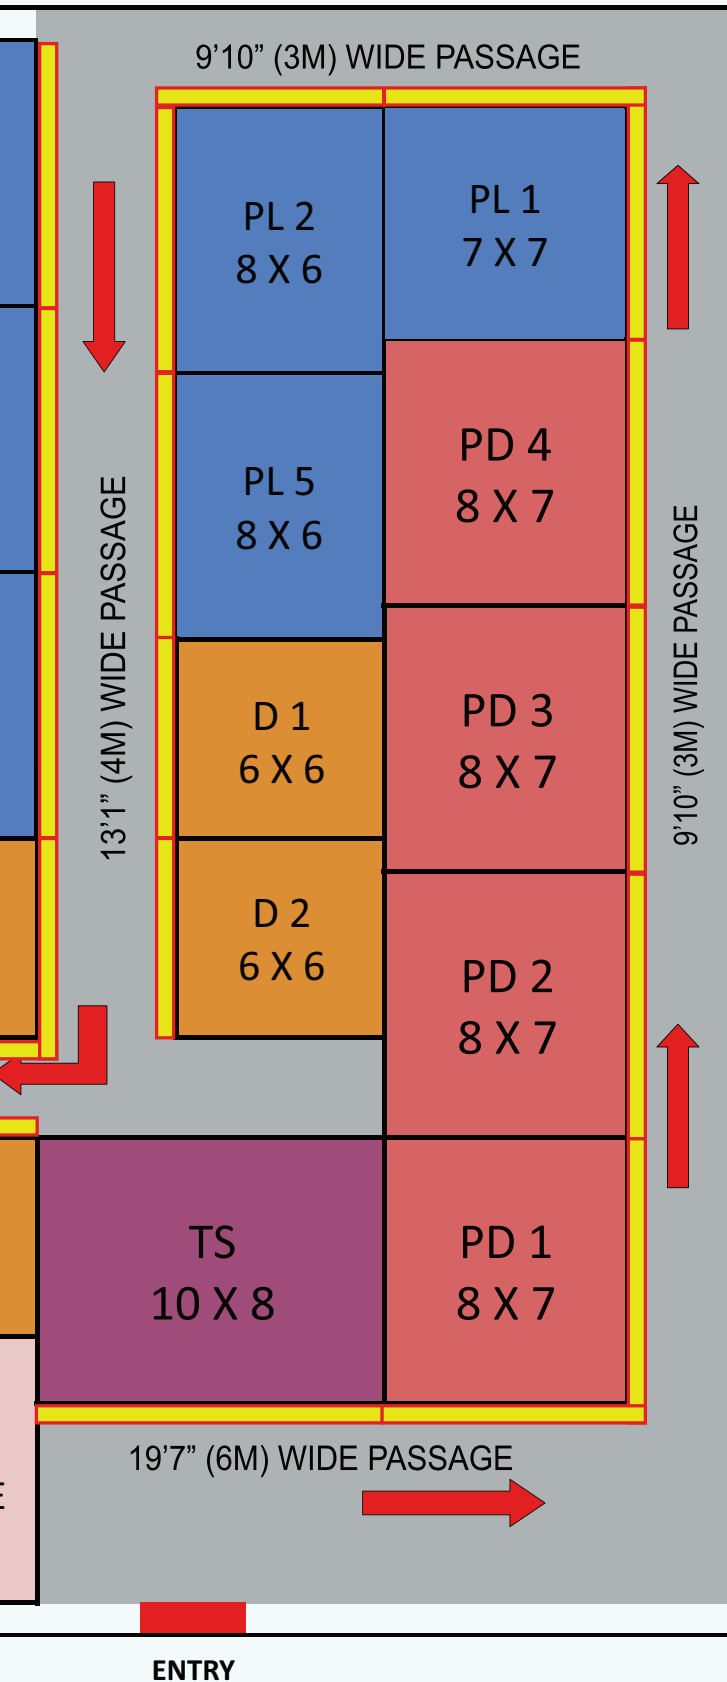 9’10” (3M) WIDE PASSAGE
PL 2
8 X 6
PL 1
7 X 7
PL 5
8 X 6
PD 4
8 X 7
13’1” (4M) WIDE PASSAGE
9’10” (3M) WIDE PASSAGE
D 1
6 X 6
PD 3
8 X 7
D 2
6 X 6
PD 2
8 X 7
TS
10 X 8
PD 1
8 X 7
19’7” (6M) WIDE PASSAGE
ENTRY